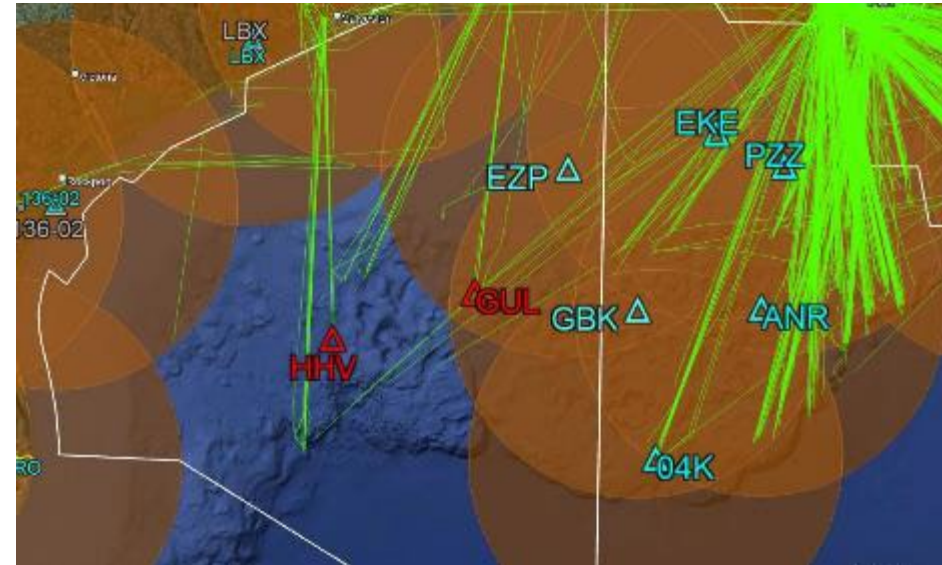 LBX
LBX
EKE
PZZ
EZP
136-02
136-02
GUL
GBK
ANR
HHV
RO
04K